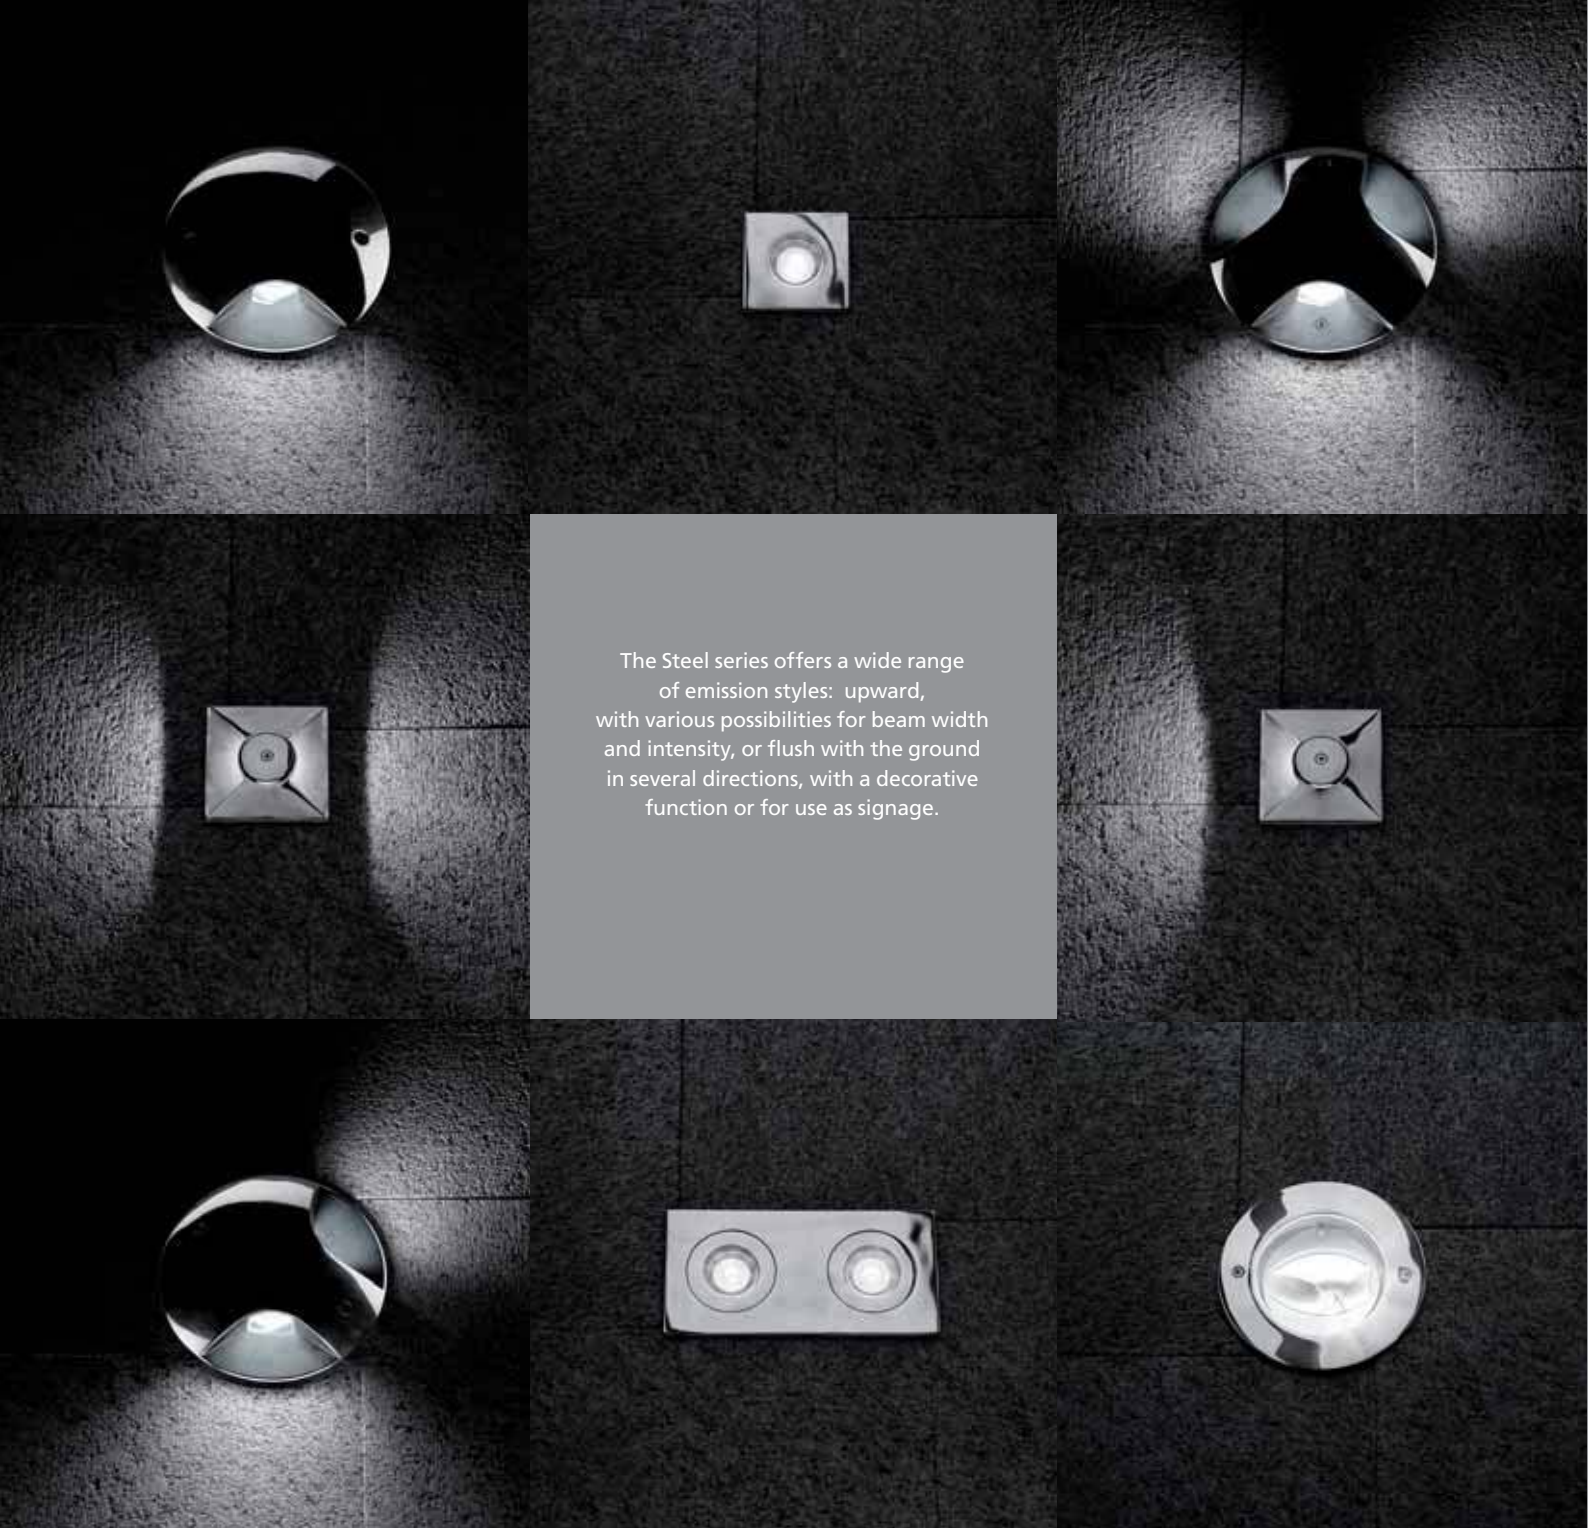 The Steel series offers a wide range
of emission styles:  upward,
with various possibilities for beam width
and intensity, or flush with the ground
in several directions, with a decorative
function or for use as signage.